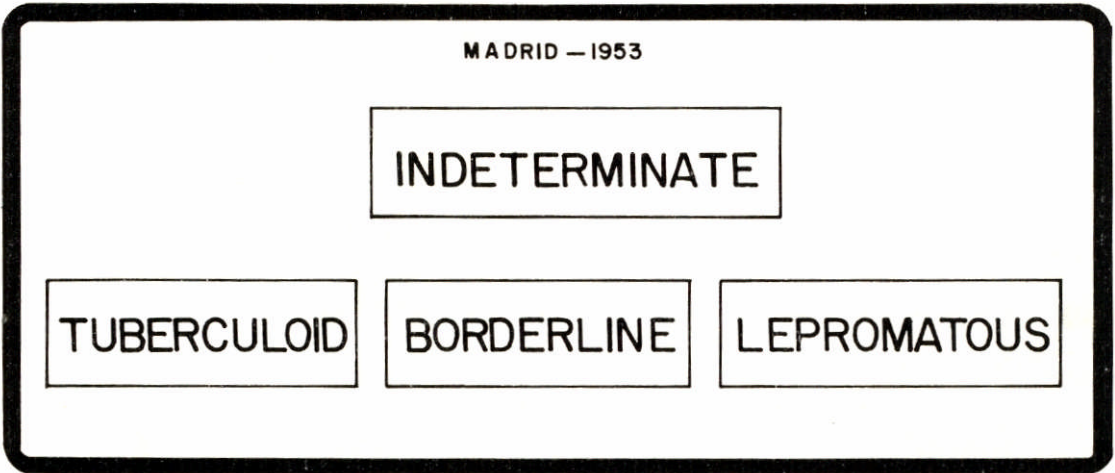 MADRID — 1953
INDETERMINATE
TUBERCULOID BORDERLINE LEPROMATOUS